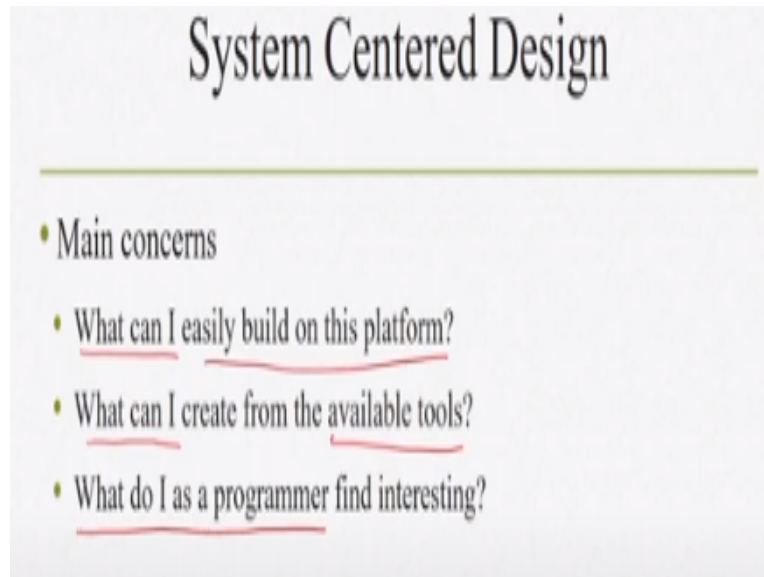 System Centered Design
• Main concerns
• What can I easily build on this platform?
• What can I create from the available tools?
• What do I as a programmer find interesting?